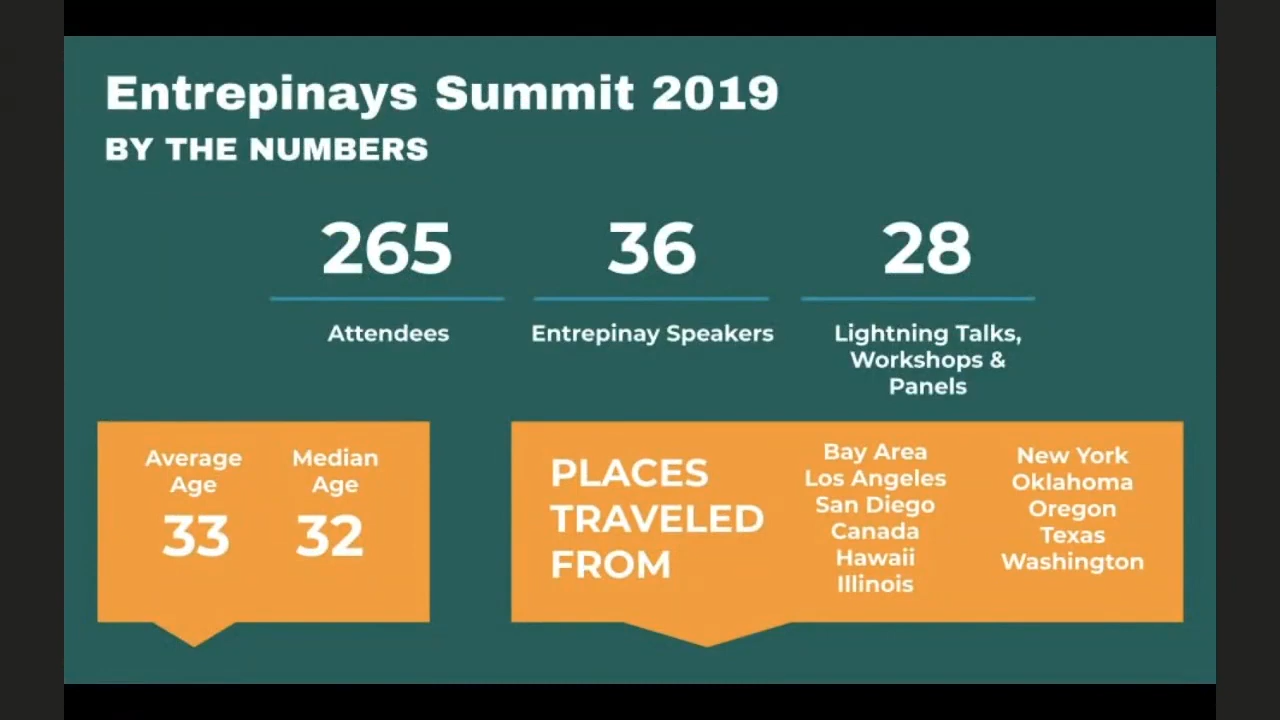 Entrepinays Summit 2019
BY THE NUMBERS
265
Attendees
36
Entrepinay Speakers
28
Lightning Talks,
Workshops &
Panels
Average
Age
33
Median
Age
32
PLACES
TRAVELED
FROM
Bay Area
Los Angeles
San Diego
Canada
Hawaii
Illinois
New York
Oklahoma
Oregon
Texas
Washington